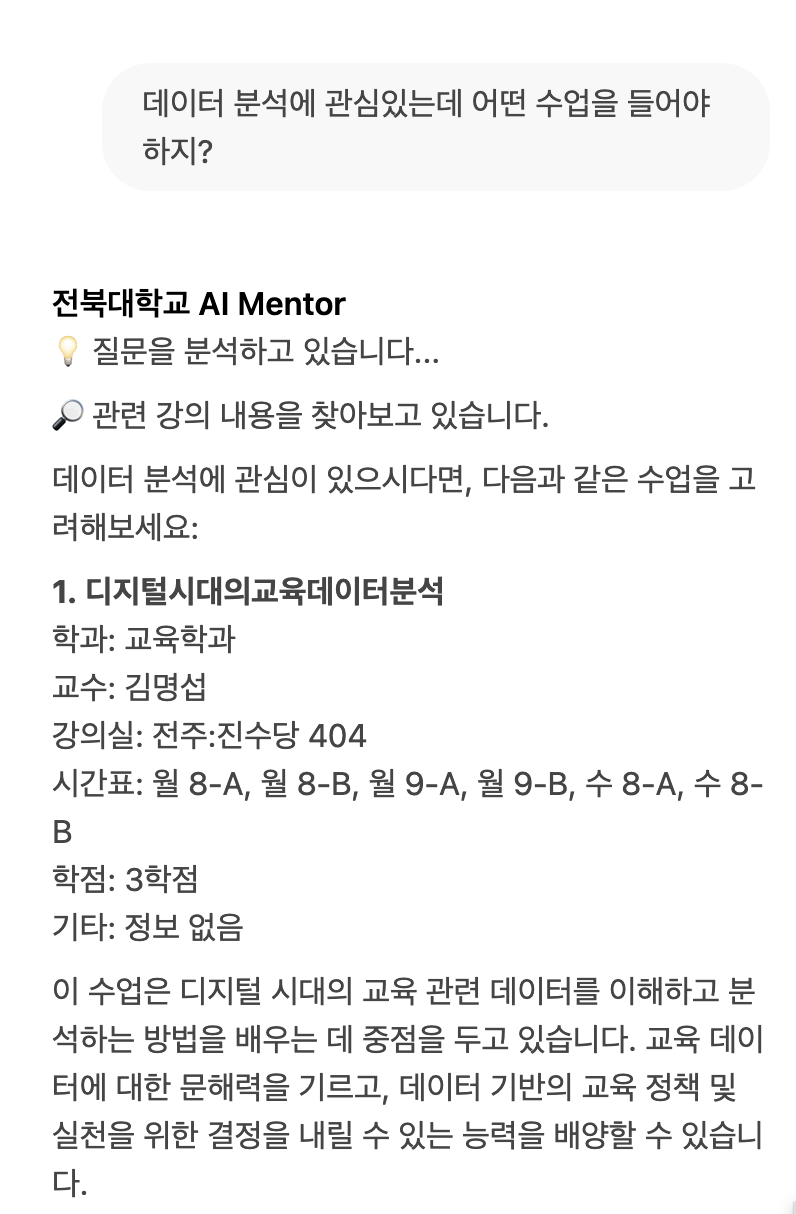 데이터 분석에 관심있는데 어떤 수업을 들어야
하지?
전북대학교 AI Mentor
💡 질문을 분석하고 있습니다...
🔎 관련 강의 내용을 찾아보고 있습니다.
데이터 분석에 관심이 있으시다면, 다음과 같은 수업을 고
려해보세요:
1. 디지털시대의교육데이터분석
학과: 교육학과
교수: 김명섭
강의실: 전주:진수당 404
시간표: 월 8-A, 월 8-B, 월 9-A, 월 9-B, 수 8-A, 수 8-
B
학점: 3학점
기타: 정보 없음
이 수업은 디지털 시대의 교육 관련 데이터를 이해하고 분
석하는 방법을 배우는 데 중점을 두고 있습니다. 교육 데이
터에 대한 문해력을 기르고, 데이터 기반의 교육 정책 및
실천을 위한 결정을 내릴 수 있는 능력을 배양할 수 있습니
다.